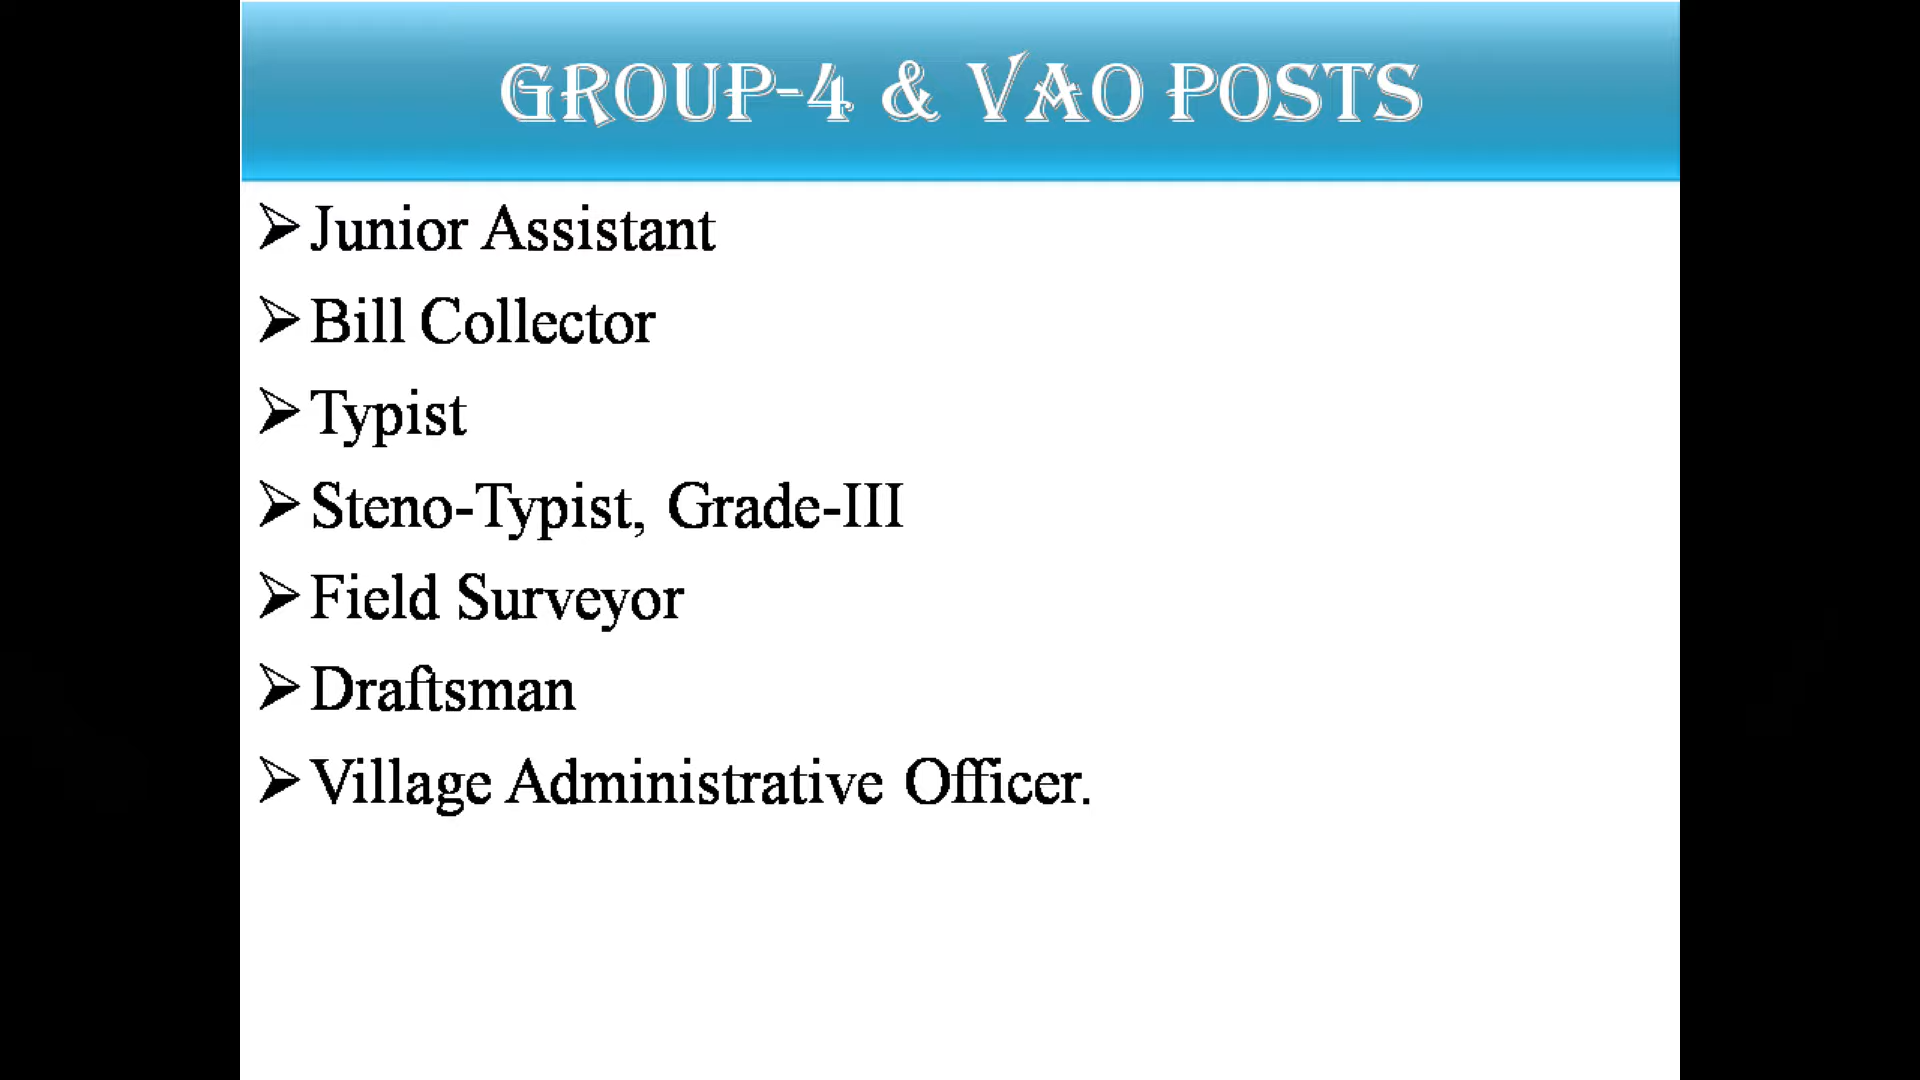 GROUP-4 & VAO POSTS
➢Junior Assistant
➢Bill Collector
➢Typist
➢Steno-Typist, Grade-III
➢Field Surveyor
➢Draftsman
➢Village Administrative Officer.